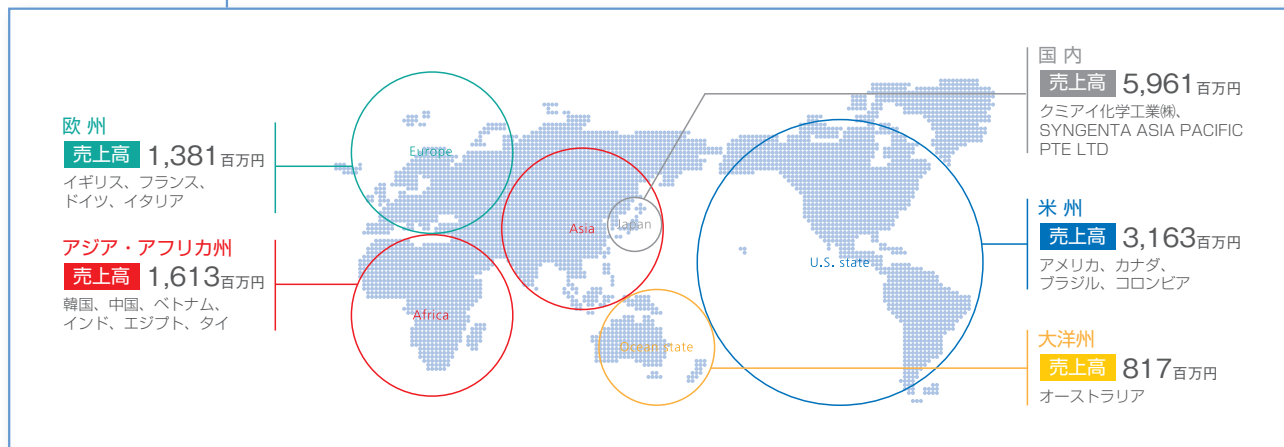 欧 州
売上高 1,381百万円
イギリス、フランス、
ドイツ、イタリア
アジア・アフリカ州
売上高 1,613百万円
韓国、中国、ベトナム、
インド、エジプト、タイ
Europe
Asia
Japan
Africa
Ocean state
U.S. state
国 内
売上高 5,961百万円
クミアイ化学工業㈱、
SYNGENTA ASIA PACIFIC
PTE LTD
米 州
売上高 3,163百万円
アメリカ、カナダ、
ブラジル、コロンビア
大洋州
売上高 817百万円
オーストラリア